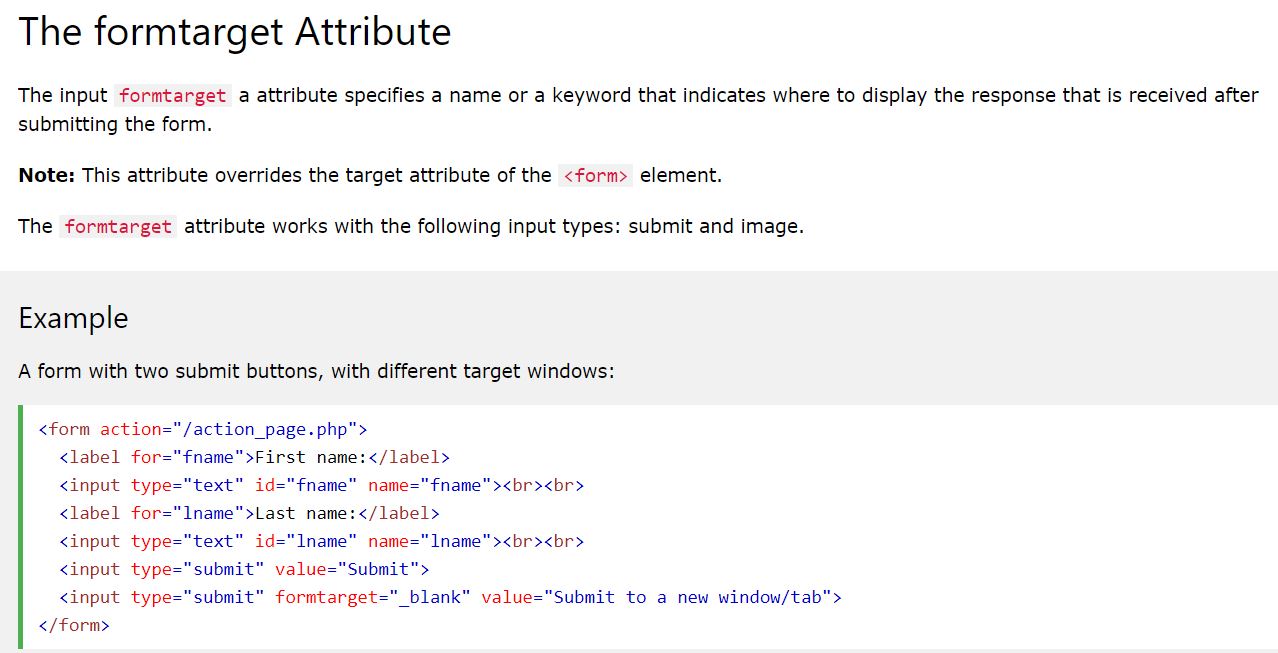 The formtarget Attribute
The input formtarget a attribute specifies a name or a keyword that indicates where to display the response that is received after
submitting the form.
Note: This attribute overrides the target attribute of the <form> element.
The formtarget attribute works with the following input types: submit and image.
Example
A form with two submit buttons, with different target windows:
<form action="/action_page.php">
  <label for="fname">First name:</label>
  <input type="text" id="fname" name="fname"><br><br>
  <label for="lname">Last name:</label>
  <input type="text" id="lname" name="lname"><br><br>
  <input type="submit" value="Submit">
  <input type="submit" formtarget="_blank" value="Submit to a new window/tab">
</form>